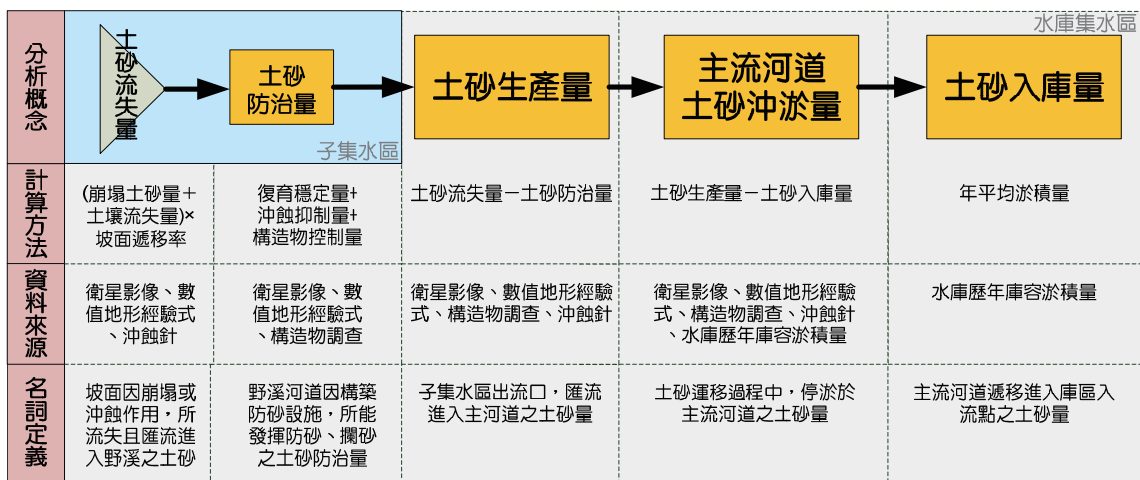 水庫集水區
分析概念
土砂流失量
土砂
防治量
土砂生產量
主流河道
土砂沖淤量
土砂入庫量
子集水區
計算方法
(崩塌土砂量＋
土壤流失量)×
坡面遞移率
復育穩定量+
沖蝕抑制量+
構造物控制量
土砂流失量－土砂防治量
土砂生產量－土砂入庫量
年平均淤積量
資料來源
衛星影像、數
值地形經驗式
、沖蝕針
衛星影像、數
值地形經驗式
、構造物調查
衛星影像、數值地形經驗
式、構造物調查、沖蝕針
衛星影像、數值地形經驗
式、構造物調查、沖蝕針
、水庫歷年庫容淤積量
水庫歷年庫容淤積量
名詞定義
坡面因崩塌或
沖蝕作用，所
流失且匯流進
入野溪之土砂
野溪河道因構築
防砂設施，所能
發揮防砂、攔砂
之土砂防治量
子集水區出流口，匯流
進入主河道之土砂量
土砂運移過程中，停淤於
主流河道之土砂量
主流河道遞移進入庫區入
流點之土砂量